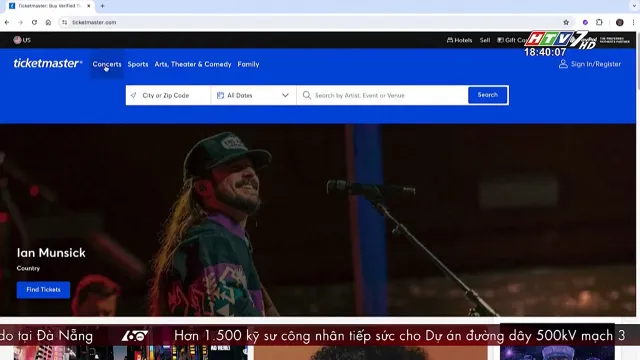 Ticketmaster: Buy Verified Ti
ticketmaster.com
US
Hotels
Sell
Gift Ca
HTV7 HD
18:40:07
ticketmaster®
Concerts
Sports
Arts, Theater & Comedy
Family
Sign In/Register
City or Zip Code
All Dates
Search by Artist, Event or Venue
Search
Ian Munsick
Country
Find Tickets
do tại Đà Nẵng
60
Hơn 1.500 kỹ sư công nhân tiếp sức cho Dự án đường dây 500kV mạch 3